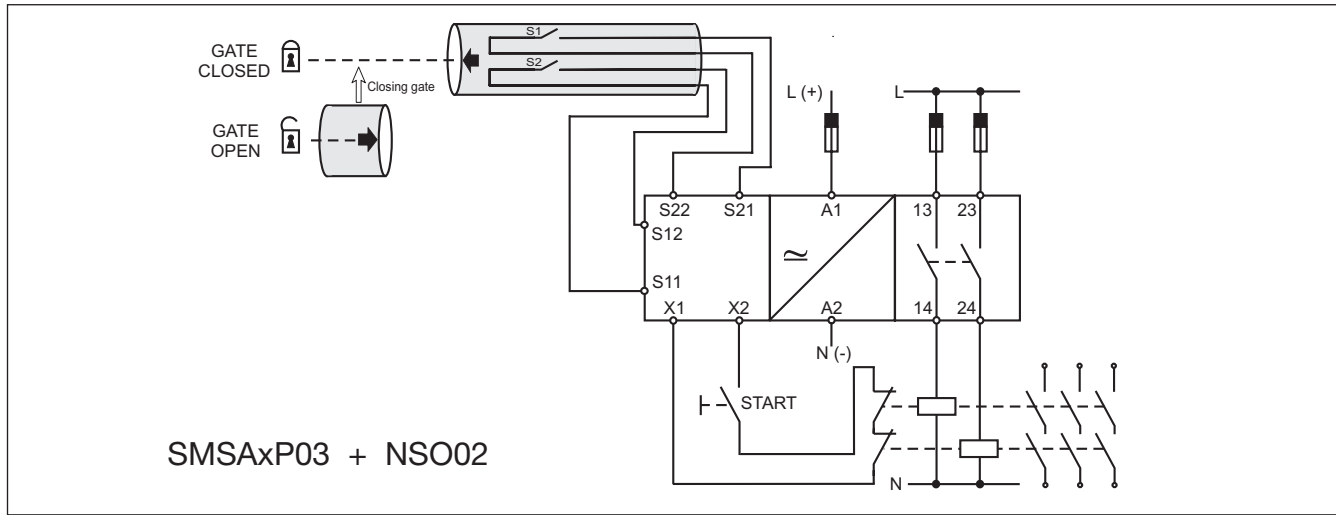 GATE
CLOSED
Closing gate
GATE
OPEN
S1
S2
L (+)
L
S22
S21
A1
13
23
S12
≃
S11
X1
X2
A2
14
24
N (-)
START
N
SMSAxP03 + NSO02